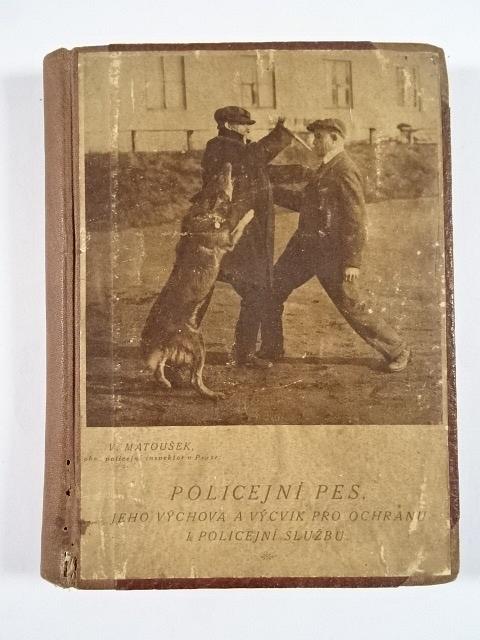 V. MATOUŠEK,
policejní inspektor v Praze.
POLICEJNÍ PES,
JEHO VÝCHOVA A VÝCVIK PRO OCHRANU
I POLICEJNÍ SLUŽBU.